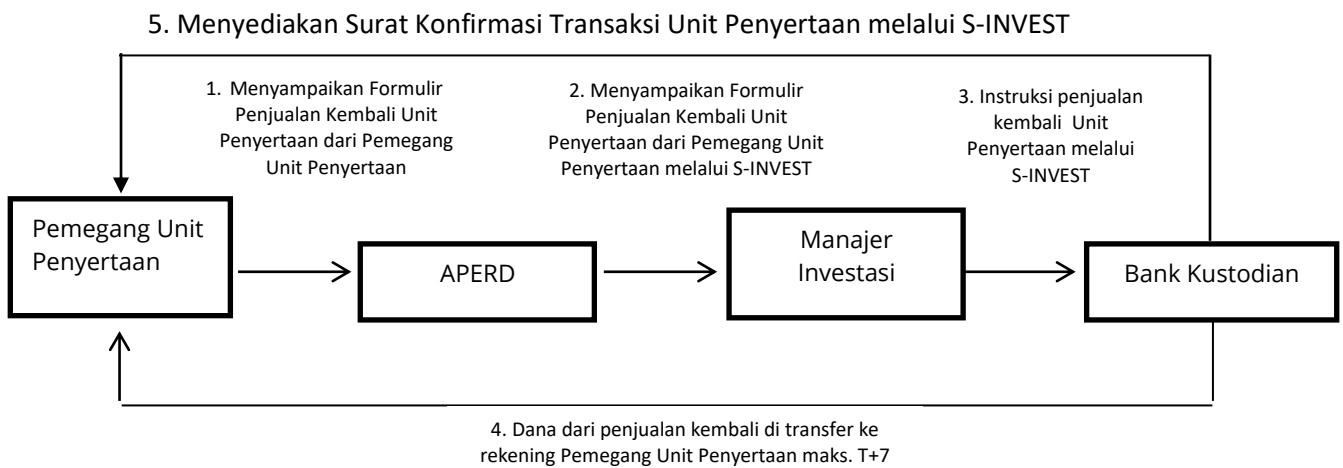 5. Menyediakan Surat Konfirmasi Transaksi Unit Penyertaan melalui S-INVEST
1. Menyampaikan Formulir
Penjualan Kembali Unit
Penyertaan dari Pemegang
Unit Penyertaan
2. Menyampaikan Formulir
Penjualan Kembali Unit
Penyertaan dari Pemegang Unit
Penyertaan melalui S-INVEST
3. Instruksi penjualan
kembali Unit
Penyertaan melalui
S-INVEST
Pemegang Unit
Penyertaan
APERD
Manajer
Investasi
Bank Kustodian
4. Dana dari penjualan kembali di transfer ke
rekening Pemegang Unit Penyertaan maks. T+7